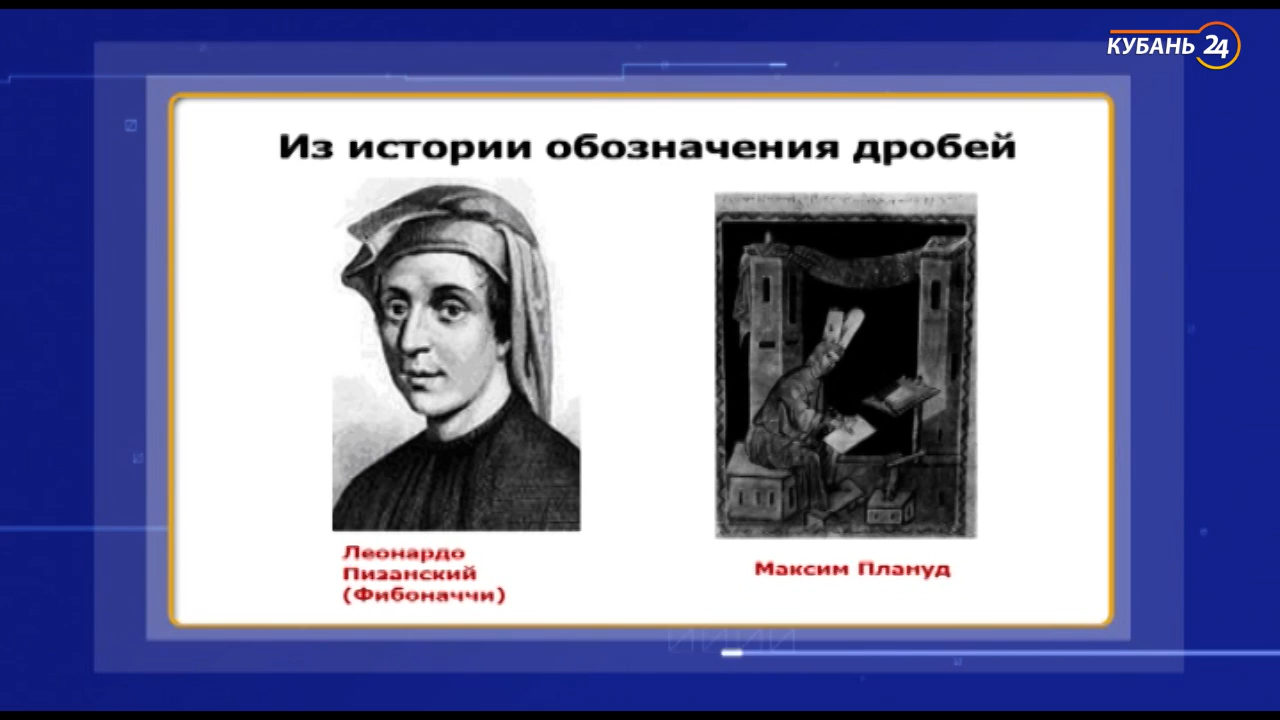 КУБАНЬ 24
Из истории обозначения дробей
Леонардо
Пизанский
(Фибоначчи)
Максим Плануд